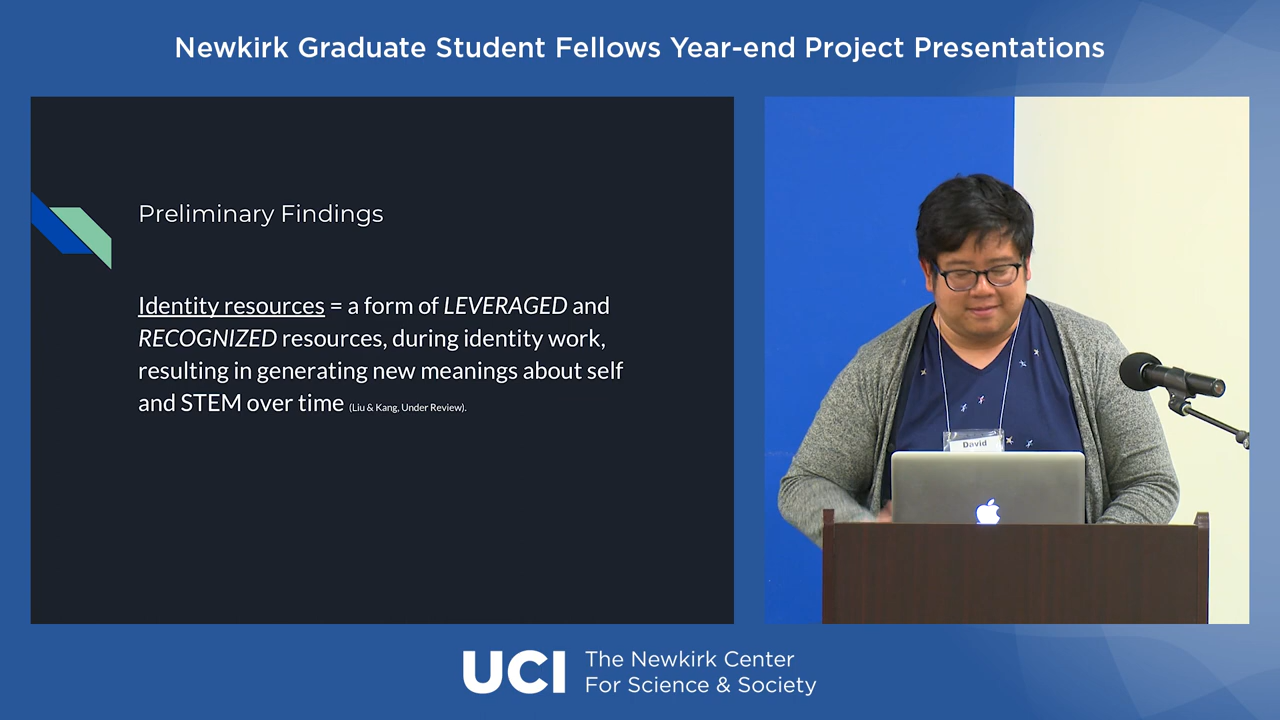 Newkirk Graduate Student Fellows Year-end Project Presentations
Preliminary Findings
Identity resources = a form of LEVERAGED and
RECOGNIZED resources, during identity work,
resulting in generating new meanings about self
and STEM over time (Liu & Kang, Under Review).
David
UCI
The Newkirk Center
For Science & Society